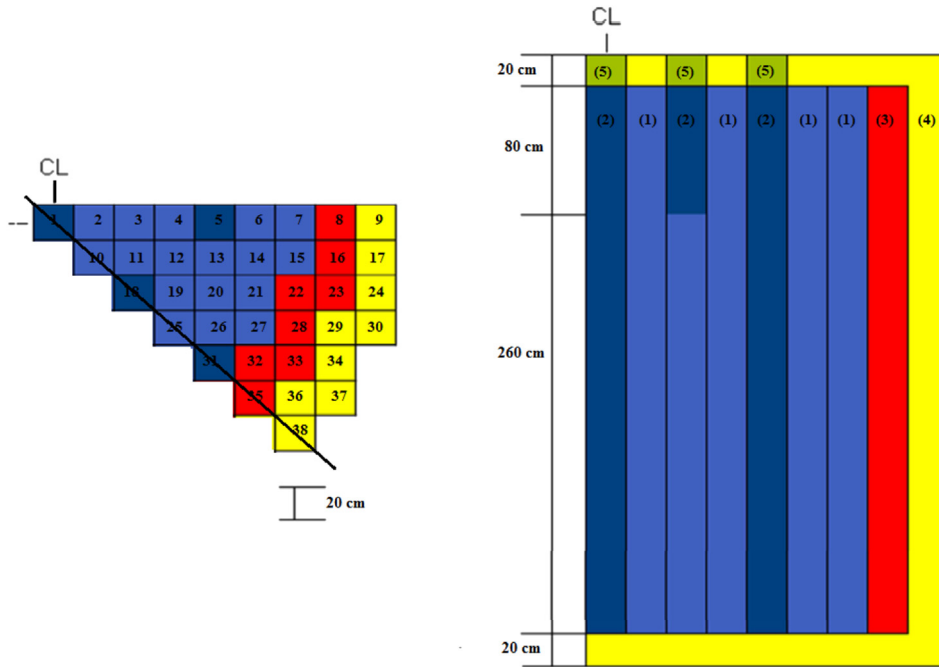 CL
1 2 3 4 5 6 7 8 9
10 11 12 13 14 15 16 17
18 19 20 21 22 23 24
25 26 27 28 29 30
31 32 33 34
35 36 37
38
20 cm
CL
20 cm
(5) (5) (5)
80 cm
(2) (1) (2) (1) (2) (1) (1) (3) (4)
260 cm
20 cm